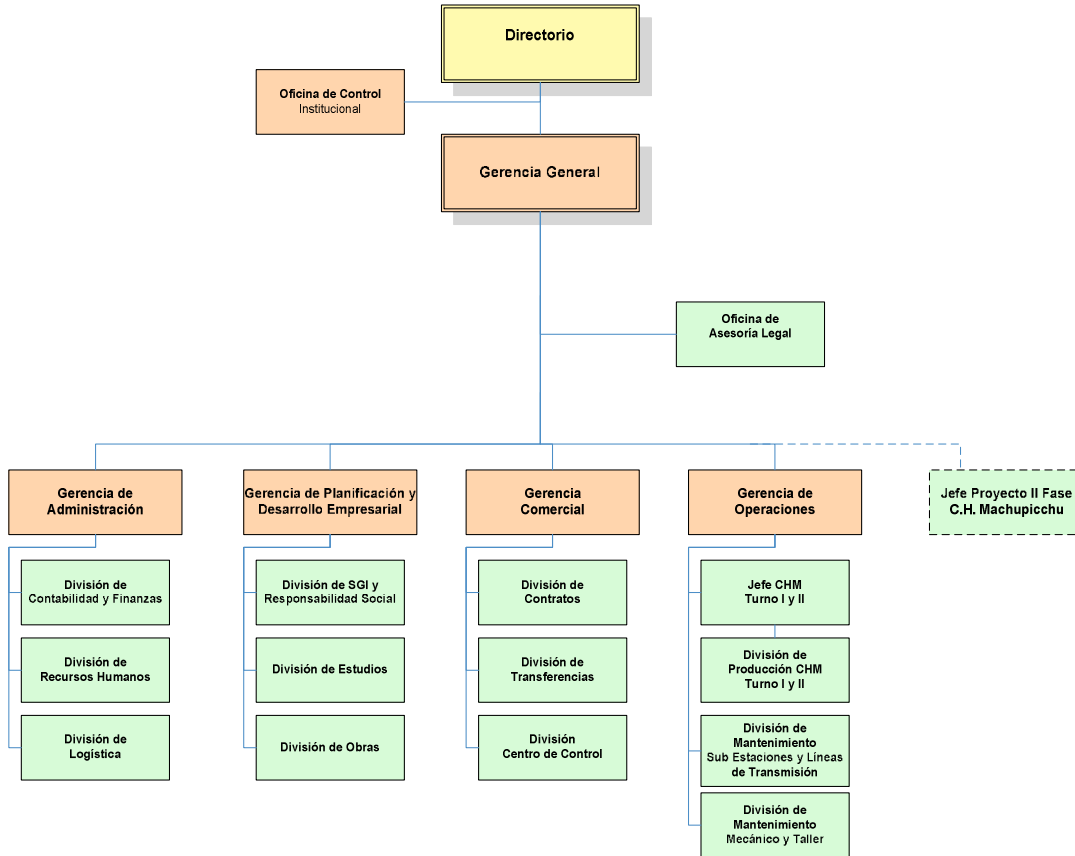 Directorio
Oficina de Control
Institucional
Gerencia General
Oficina de
Asesoría Legal
Gerencia de
Administración
Gerencia de Planificación y
Desarrollo Empresarial
Gerencia
Comercial
Gerencia de
Operaciones
Jefe Proyecto II Fase
C.H. Machupicchu
División de
Contabilidad y Finanzas
División de SGI y
Responsabilidad Social
División de
Contratos
Jefe CHM
Turno I y II
División de
Recursos Humanos
División de Estudios
División de
Transferencias
División de
Producción CHM
Turno I y II
División de
Logística
División de Obras
División
Centro de Control
División de
Mantenimiento
Sub Estaciones y Líneas
de Transmisión
División de
Mantenimiento
Mecánico y Taller